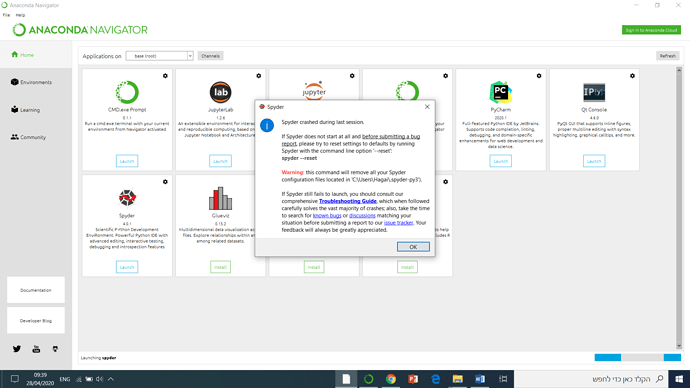 Anaconda Navigator
File Help
ANACONDA NAVIGATOR
Sign in to Anaconda Cloud
Home
Environments
Learning
Community
Documentation
Developer Blog
Applications on
base (root)
Channels
Refresh
CMD.exe Prompt
0.1.1
Run a cmd.exe terminal with your current
environment from Navigator activated
Launch
lab
JupyterLab
1.2.6
An extensible environment for interactive
and reproducible computing, based on the
Jupyter Notebook and Architecture.
Launch
jupyter
PC
PyCharm
2020.1
Full-Featured Python IDE by JetBrains.
Supports code completion, linting,
debugging, and domain-specific
enhancements for web development and
data science.
Launch
IP[y]:
Qt Console
PyQt GUI that supports inline figures,
proper multiline editing with syntax
highlighting, graphical calltips, and more.
Launch
Spyder
4.0.1
Scientific PYthon Development
EnviRonment. Powerful Python IDE with
advanced editing, interactive testing,
debugging and introspection features
Launch
Glueviz
0.15.2
Multidimensional data visualization across
files. Explore relationships within and
among related datasets.
Install
Install
Install
Spyder
Spyder crashed during last session.
If Spyder does not start at all and before submitting a bug
report, please try to reset settings to defaults by running
Spyder with the command line option '--reset':
spyder --reset
Warning: this command will remove all your Spyder
configuration files located in 'C:\Users\Hagai\.spyder-py3').
If Spyder still fails to launch, you should consult our
comprehensive Troubleshooting Guide, which when followed
carefully solves the vast majority of crashes; also, take the time
to search for known bugs or discussions matching your
situation before submitting a report to our issue tracker. Your
feedback will always be greatly appreciated.
OK
Launching spyder
09:39
28/04/2020
ENG
הקלד כאן כדי לחפש